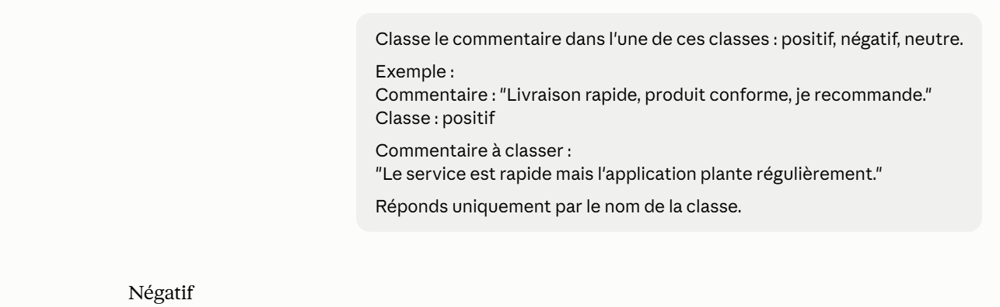 Classe le commentaire dans l'une de ces classes : positif, négatif, neutre.
Exemple :
Commentaire : "Livraison rapide, produit conforme, je recommande."
Classe : positif
Commentaire à classer :
"Le service est rapide mais l'application plante régulièrement."
Réponds uniquement par le nom de la classe.
Négatif